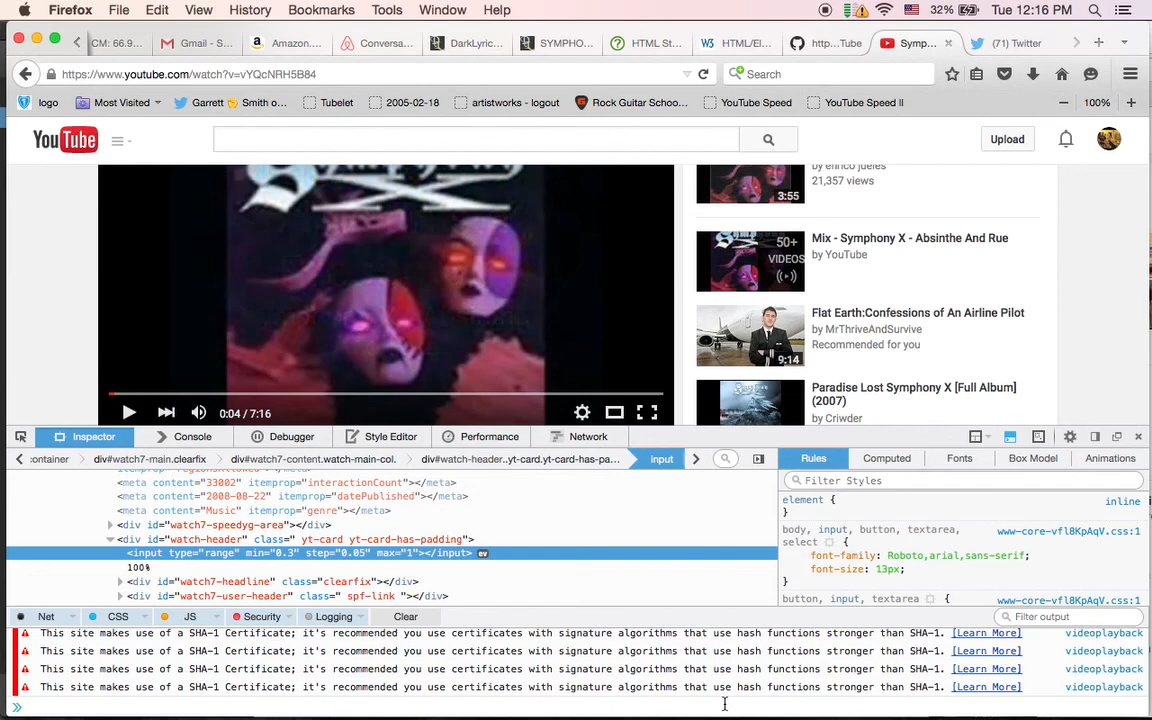 Firefox File Edit View History Bookmarks Tools Window Help 32% Tue 12:16 PM
CM: 66.9... Gmail - S... Amazon.... Conversa... DarkLyric... SYMPHO... HTML St... HTML/El... http...Tube Symp... (71) Twitter
https://www.youtube.com/watch?v=vYQcNRH5B84 Search
logo Most Visited Garrett Smith o... Tubelet 2005-02-18 artistworks - logout Rock Guitar Schoo... YouTube Speed YouTube Speed II 100%
YouTube Upload
by enrico jueles
21,357 views
3:55
Mix - Symphony X - Absinthe And Rue
by YouTube
50+
VIDEOS
Flat Earth:Confessions of An Airline Pilot
by MrThriveAndSurvive
Recommended for you
9:14
Paradise Lost Symphony X [Full Album]
(2007)
by Criwder
0:04 / 7:16
Inspector Console Debugger Style Editor Performance Network
:ontainer div#watch7-main.clearfix div#watch7-content.watch-main-col. div#watch-header..yt-card.yt-card-has-pa... input
Rules Computed Fonts Box Model Animations
<meta content="33002" itemprop="interactionCount"></meta>
<meta content="2008-08-22" itemprop="datePublished"></meta>
<meta content="Music" itemprop="genre"></meta>
<div id="watch7-speedyg-area"></div>
<div id="watch-header" class=" yt-card yt-card-has-padding">
<input type="range" min="0.3" step="0.05" max="1"></input> ev
100%
<div id="watch7-headline" class="clearfix"></div>
<div id="watch7-user-header" class=" spf-link "></div>
Filter Styles
element { inline
}
body, input, button, textarea, www-core-vfl8KpAqV.css:1
select {
font-family: Roboto,arial,sans-serif;
font-size: 13px;
}
button, input, textarea { www-core-vfl8KpAqV.css:1
Net CSS JS Security Logging Clear Filter output
This site makes use of a SHA-1 Certificate; it's recommended you use certificates with signature algorithms that use hash functions stronger than SHA-1. [Learn More] videoplayback
This site makes use of a SHA-1 Certificate; it's recommended you use certificates with signature algorithms that use hash functions stronger than SHA-1. [Learn More] videoplayback
This site makes use of a SHA-1 Certificate; it's recommended you use certificates with signature algorithms that use hash functions stronger than SHA-1. [Learn More] videoplayback
This site makes use of a SHA-1 Certificate; it's recommended you use certificates with signature algorithms that use hash functions stronger than SHA-1. [Learn More] videoplayback